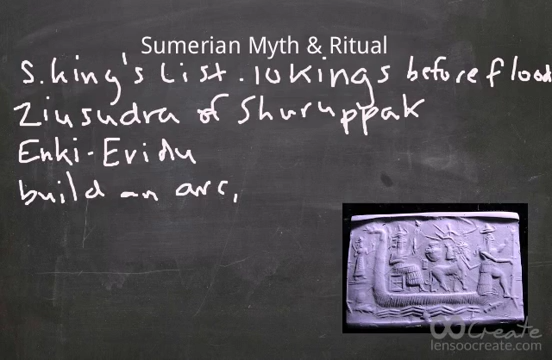 Sumerian Myth & Ritual
S. King's List. 10 Kings before flood
Ziusudra of Shuruppak
Enki - Eridu
build an arc,
Create
lensoocreate.com